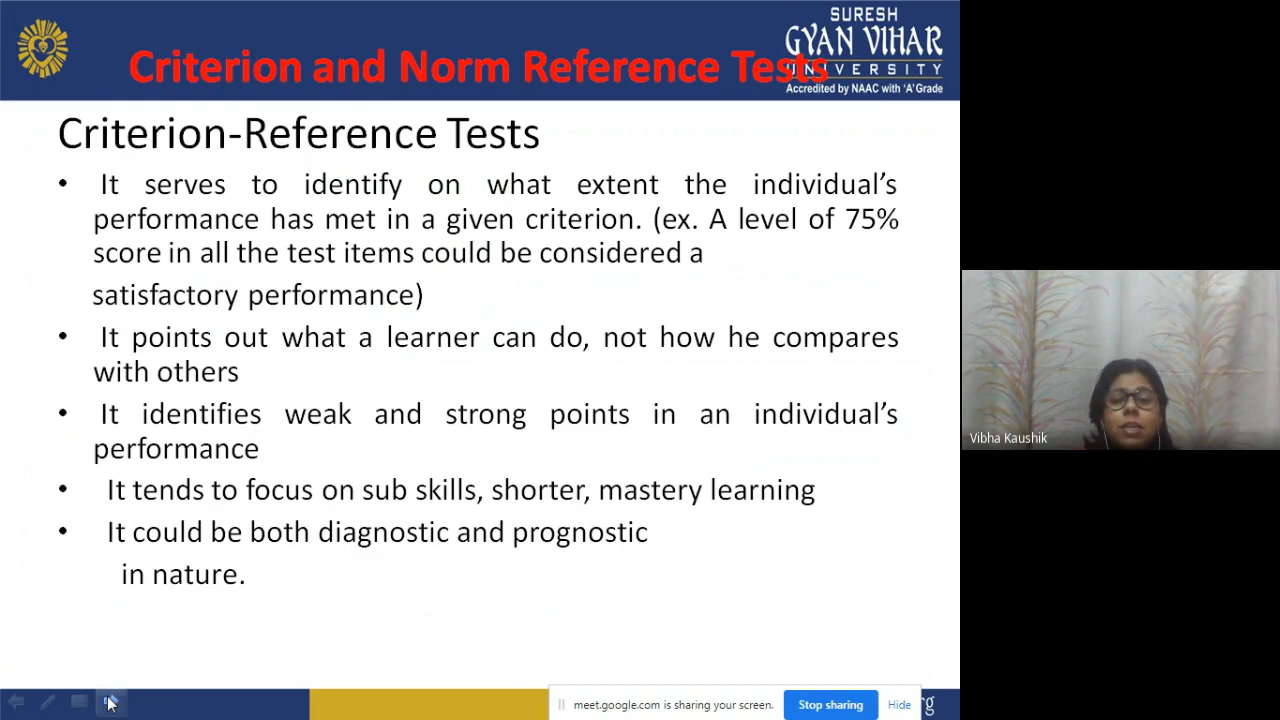 SURESH
GYAN VIHAR
UNIVERSITY
Accredited by NAAC with 'A' Grade
Criterion and Norm Reference Tests
Criterion-Reference Tests
• It serves to identify on what extent the individual's
performance has met in a given criterion. (ex. A level of 75%
score in all the test items could be considered a
satisfactory performance)
• It points out what a learner can do, not how he compares
with others
• It identifies weak and strong points in an individual's
performance
• It tends to focus on sub skills, shorter, mastery learning
• It could be both diagnostic and prognostic
in nature.
Vibha Kaushik
meet.google.com is sharing your screen.
Stop sharing
Hide